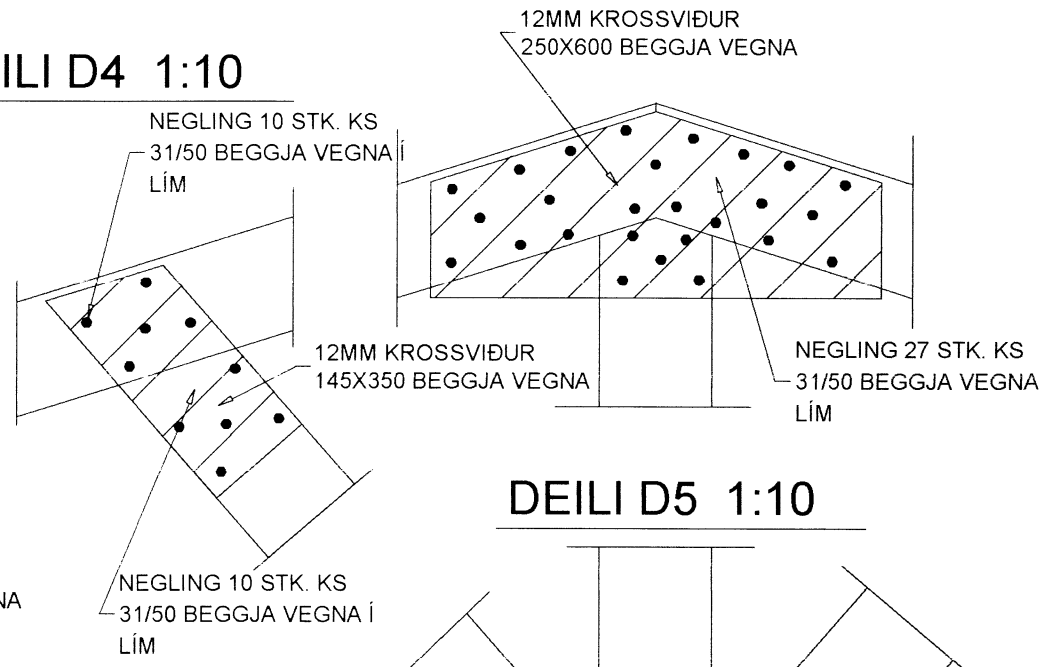 12MM KROSSVIÐUR
250X600 BEGGJA VEGNA
ILI D4 1:10
NEGLING 10 STK. KS
31/50 BEGGJA VEGNA Í
LÍM
12MM KROSSVIÐUR
145X350 BEGGJA VEGNA
NEGLING 27 STK. KS
31/50 BEGGJA VEGNA
LÍM
DEILI D5 1:10
NEGLING 10 STK. KS
31/50 BEGGJA VEGNA Í
LÍM
NA